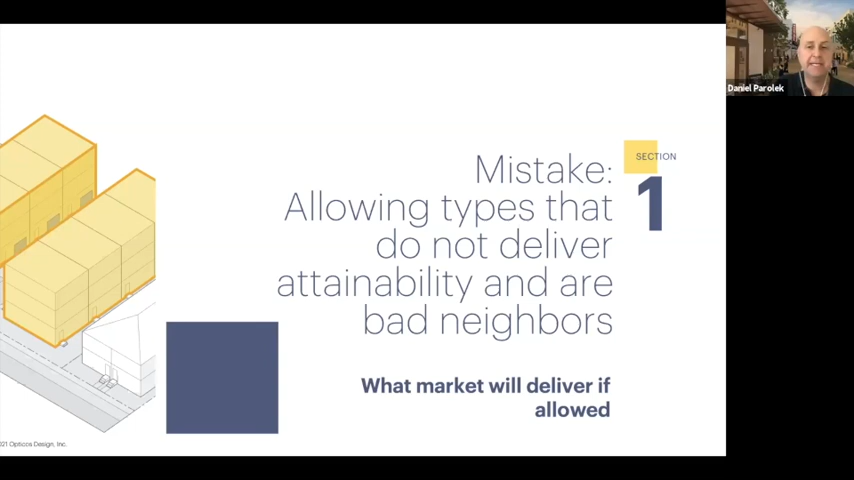 Daniel Parolek
SECTION
1
Mistake:
Allowing types that
do not deliver
attainability and are
bad neighbors
What market will deliver if
allowed
21 Opticos Design, Inc.